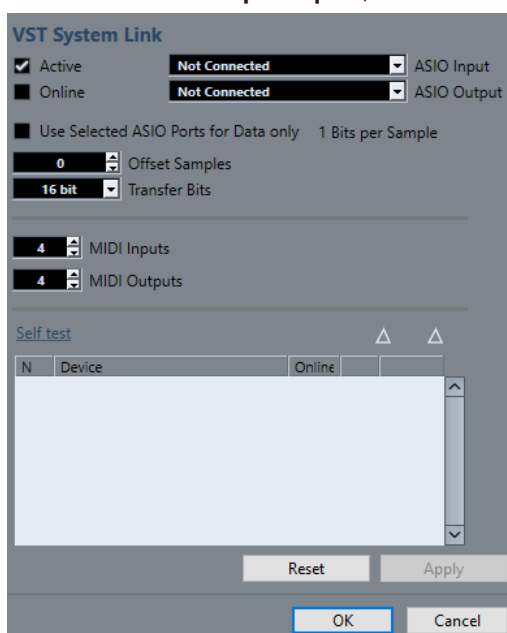 VST System Link
Active Not Connected ASIO Input
Online Not Connected ASIO Output
Use Selected ASIO Ports for Data only 1 Bits per Sample
0 Offset Samples
16 bit Transfer Bits
4 MIDI Inputs
4 MIDI Outputs
Self test
N Device Online
Reset Apply
OK Cancel